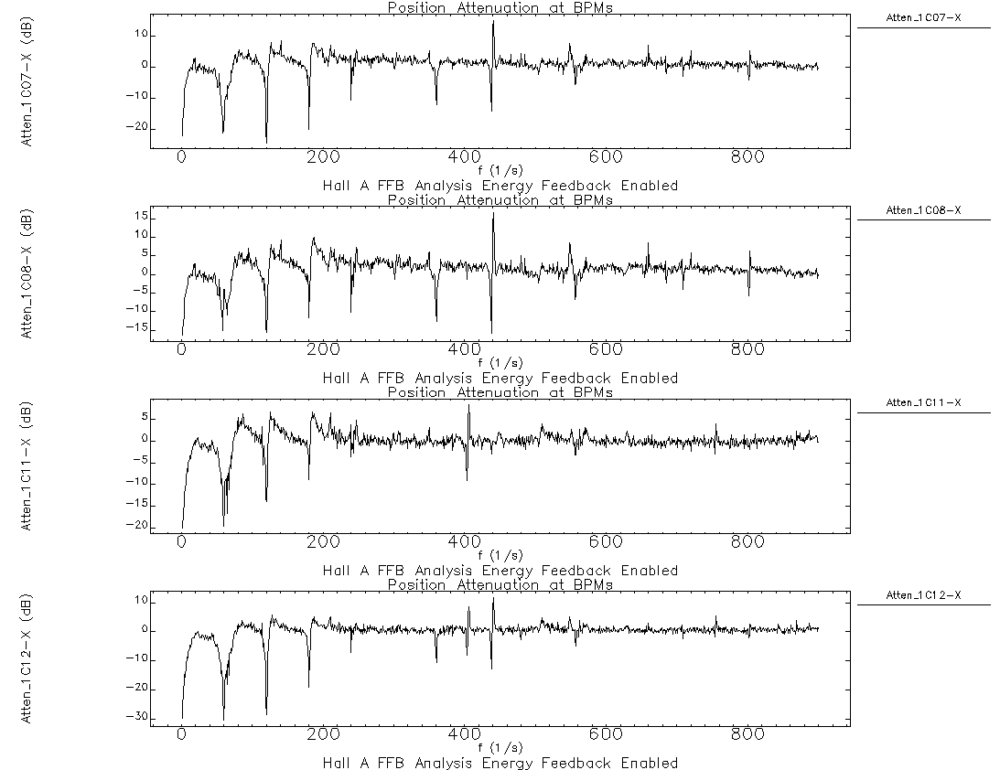 Position Attenuation at BPMs
Atten_1C07-X (dB)
10
0
-10
-20
0 200 400 600 800
f (1/s)
Hall A FFB Analysis Energy Feedback Enabled
Atten_1C07-X
Position Attenuation at BPMs
Atten_1C08-X (dB)
15
10
5
0
-5
-10
-15
0 200 400 600 800
f (1/s)
Hall A FFB Analysis Energy Feedback Enabled
Atten_1C08-X
Position Attenuation at BPMs
Atten_1C11-X (dB)
5
0
-5
-10
-15
-20
0 200 400 600 800
f (1/s)
Hall A FFB Analysis Energy Feedback Enabled
Atten_1C11-X
Position Attenuation at BPMs
Atten_1C12-X (dB)
10
0
-10
-20
-30
0 200 400 600 800
f (1/s)
Hall A FFB Analysis Energy Feedback Enabled
Atten_1C12-X